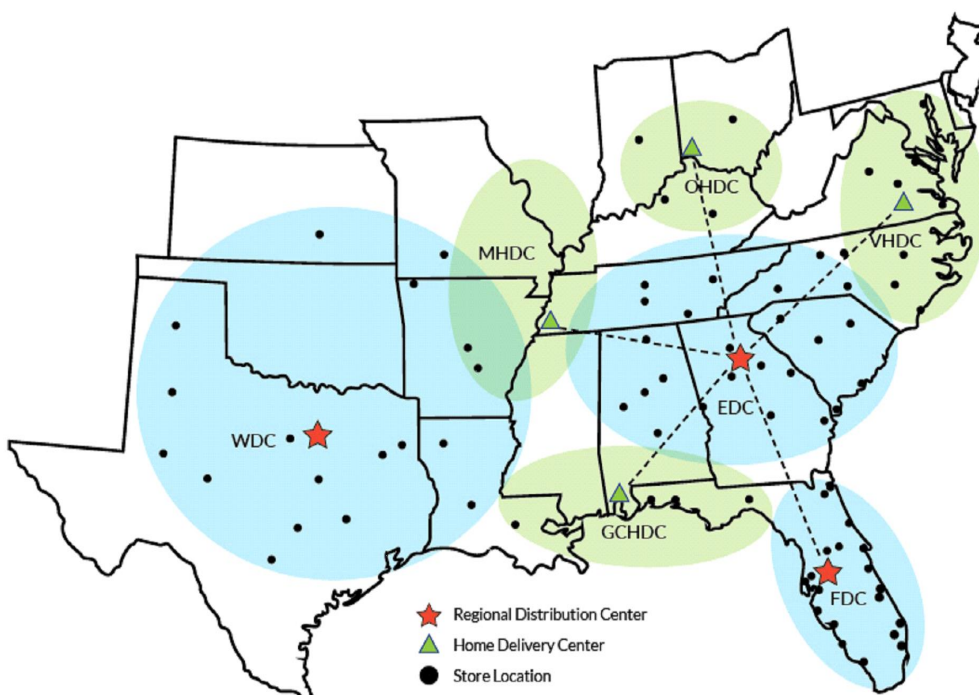 OHDC
MHDC
VHDC
EDC
WDC
GCHDC
FDC
Regional Distribution Center
Home Delivery Center
Store Location